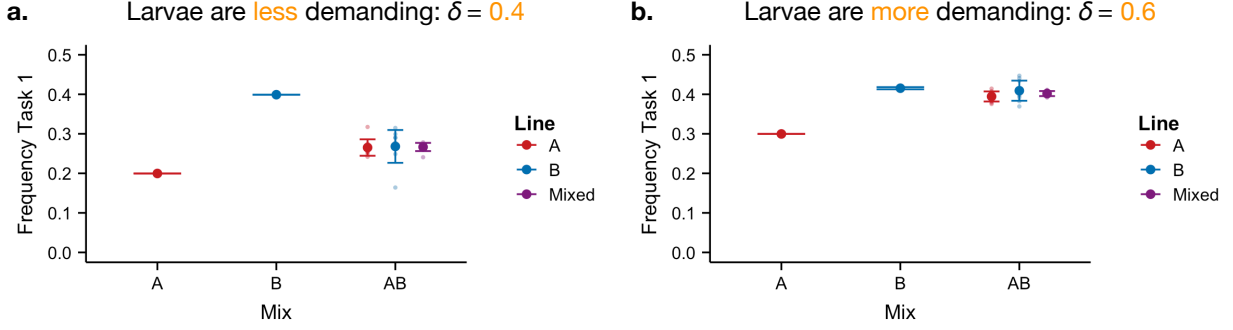 a. Larvae are less demanding: δ = 0.4
Frequency Task 1
0.5
0.4
0.3
0.2
0.1
0.0
A
B
AB
Mix
Line
A
B
Mixed
b. Larvae are more demanding: δ = 0.6
Frequency Task 1
0.5
0.4
0.3
0.2
0.1
0.0
A
B
AB
Mix
Line
A
B
Mixed